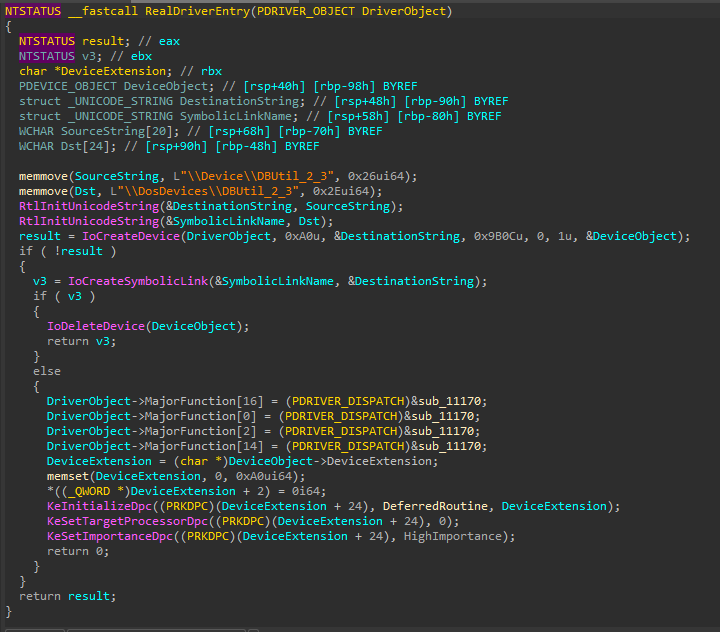 NTSTATUS __fastcall RealDriverEntry(PDRIVER_OBJECT DriverObject)
{
  NTSTATUS result; // eax
  NTSTATUS v3; // ebx
  char *DeviceExtension; // rbx
  PDEVICE_OBJECT DeviceObject; // [rsp+40h] [rbp-98h] BYREF
  struct _UNICODE_STRING DestinationString; // [rsp+48h] [rbp-90h] BYREF
  struct _UNICODE_STRING SymbolicLinkName; // [rsp+58h] [rbp-80h] BYREF
  WCHAR SourceString[20]; // [rsp+68h] [rbp-70h] BYREF
  WCHAR Dst[24]; // [rsp+90h] [rbp-48h] BYREF

  memmove(SourceString, L"\\Device\\DBUtil_2_3", 0x26ui64);
  memmove(Dst, L"\\DosDevices\\DBUtil_2_3", 0x2Eui64);
  RtlInitUnicodeString(&DestinationString, SourceString);
  RtlInitUnicodeString(&SymbolicLinkName, Dst);
  result = IoCreateDevice(DriverObject, 0xA0u, &DestinationString, 0x9B0Cu, 0, 1u, &DeviceObject);
  if ( !result )
  {
    v3 = IoCreateSymbolicLink(&SymbolicLinkName, &DestinationString);
    if ( v3 )
    {
      IoDeleteDevice(DeviceObject);
      return v3;
    }
    else
    {
      DriverObject->MajorFunction[16] = (PDRIVER_DISPATCH)&sub_11170;
      DriverObject->MajorFunction[0] = (PDRIVER_DISPATCH)&sub_11170;
      DriverObject->MajorFunction[2] = (PDRIVER_DISPATCH)&sub_11170;
      DriverObject->MajorFunction[14] = (PDRIVER_DISPATCH)&sub_11170;
      DeviceExtension = (char *)DeviceObject->DeviceExtension;
      memset(DeviceExtension, 0, 0xA0ui64);
      *((_QWORD *)DeviceExtension + 2) = 0i64;
      KeInitializeDpc((PRKDPC)(DeviceExtension + 24), DeferredRoutine, DeviceExtension);
      KeSetTargetProcessorDpc((PRKDPC)(DeviceExtension + 24), 0);
      KeSetImportanceDpc((PRKDPC)(DeviceExtension + 24), HighImportance);
      return 0;
    }
  }
  return result;
}